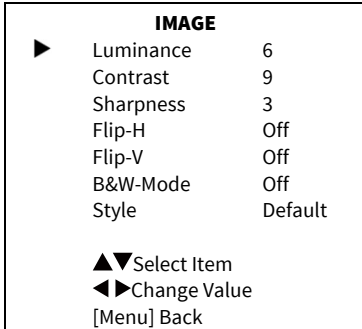 IMAGE
▶ Luminance 6
Contrast 9
Sharpness 3
Flip-H Off
Flip-V Off
B&W-Mode Off
Style Default
▲▼Select Item
◀ ▶Change Value
[Menu] Back